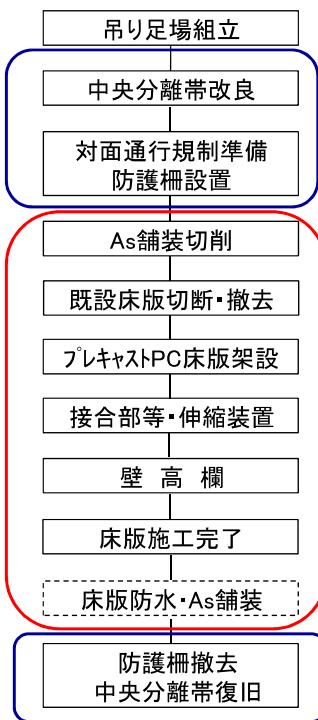 吊り足場組立
中央分離帯改良
対面通行規制準備
防護柵設置
As舗装切削
既設床版切断・撤去
プレキャストPC床版架設
接合部等・伸縮装置
壁 高 欄
床版施工完了
床版防水・As舗装
防護柵撤去
中央分離帯復旧